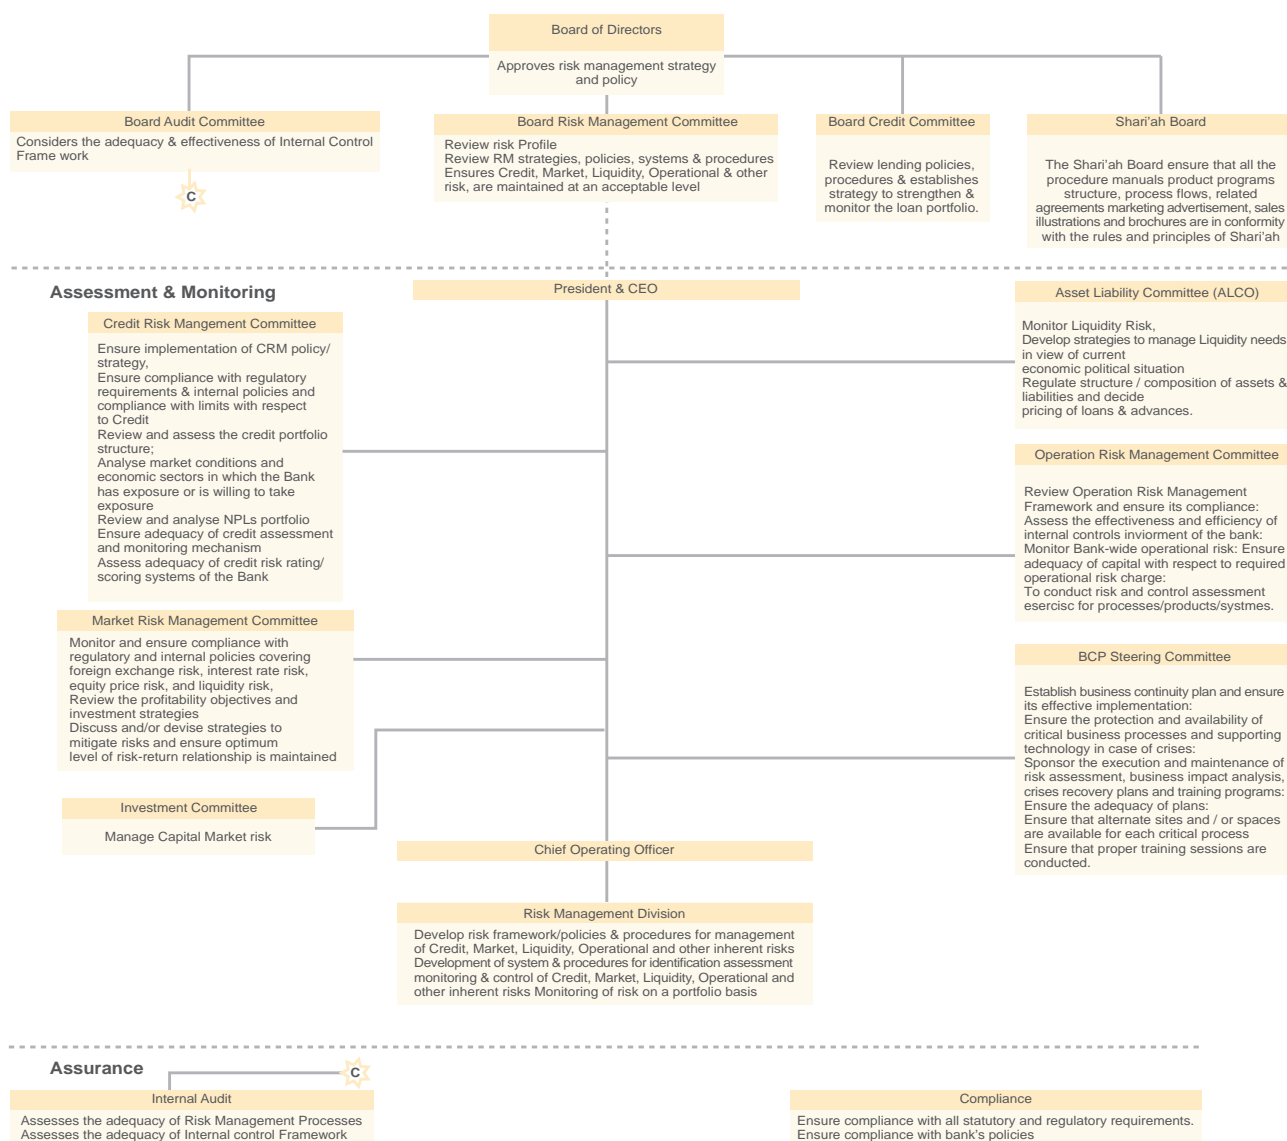 Board of Directors
Approves risk management strategy
and policy
Board Audit Committee
Considers the adequacy & effectiveness of Internal Control
Frame work
C
Board Risk Management Committee
Review risk Profile
Review RM strategies, policies, systems & procedures
Ensures Credit, Market, Liquidity, Operational & other
risk, are maintained at an acceptable level
Board Credit Committee
Review lending policies,
procedures & establishes
strategy to strengthen &
monitor the loan portfolio.
Shari'ah Board
The Shari'ah Board ensure that all the
procedure manuals product programs
structure, process flows, related
agreements marketing advertisement, sales
illustrations and brochures are in conformity
with the rules and principles of Shari'ah
Assessment & Monitoring
President & CEO
Credit Risk Mangement Committee
Ensure implementation of CRM policy/
strategy,
Ensure compliance with regulatory
requirements & internal policies and
compliance with limits with respect
to Credit
Review and assess the credit portfolio
structure;
Analyse market conditions and
economic sectors in which the Bank
has exposure or is willing to take
exposure
Review and analyse NPLs portfolio
Ensure adequacy of credit assessment
and monitoring mechanism
Assess adequacy of credit risk rating/
scoring systems of the Bank
Market Risk Management Committee
Monitor and ensure compliance with
regulatory and internal policies covering
foreign exchange risk, interest rate risk,
equity price risk, and liquidity risk,
Review the profitability objectives and
investment strategies
Discuss and/or devise strategies to
mitigate risks and ensure optimum
level of risk-return relationship is maintained
Investment Committee
Manage Capital Market risk
Asset Liability Committee (ALCO)
Monitor Liquidity Risk,
Develop strategies to manage Liquidity needs
in view of current
economic political situation
Regulate structure / composition of assets &
liabilities and decide
pricing of loans & advances.
Operation Risk Management Committee
Review Operation Risk Management
Framework and ensure its compliance:
Assess the effectiveness and efficiency of
internal controls inviorment of the bank:
Monitor Bank-wide operational risk: Ensure
adequacy of capital with respect to required
operational risk charge:
To conduct risk and control assessment
esercisc for processes/products/systmes.
BCP Steering Committee
Establish business continuity plan and ensure
its effective implementation:
Ensure the protection and availability of
critical business processes and supporting
technology in case of crises:
Sponsor the execution and maintenance of
risk assessment, business impact analysis,
crises recovery plans and training programs:
Ensure the adequacy of plans:
Ensure that alternate sites and / or spaces
are available for each critical process
Ensure that proper training sessions are
conducted.
Chief Operating Officer
Risk Management Division
Develop risk framework/policies & procedures for management
of Credit, Market, Liquidity, Operational and other inherent risks
Development of system & procedures for identification assessment
monitoring & control of Credit, Market, Liquidity, Operational and
other inherent risks Monitoring of risk on a portfolio basis
Assurance
C
Internal Audit
Assesses the adequacy of Risk Management Processes
Assesses the adequacy of Internal control Framework
Compliance
Ensure compliance with all statutory and regulatory requirements.
Ensure compliance with bank's policies